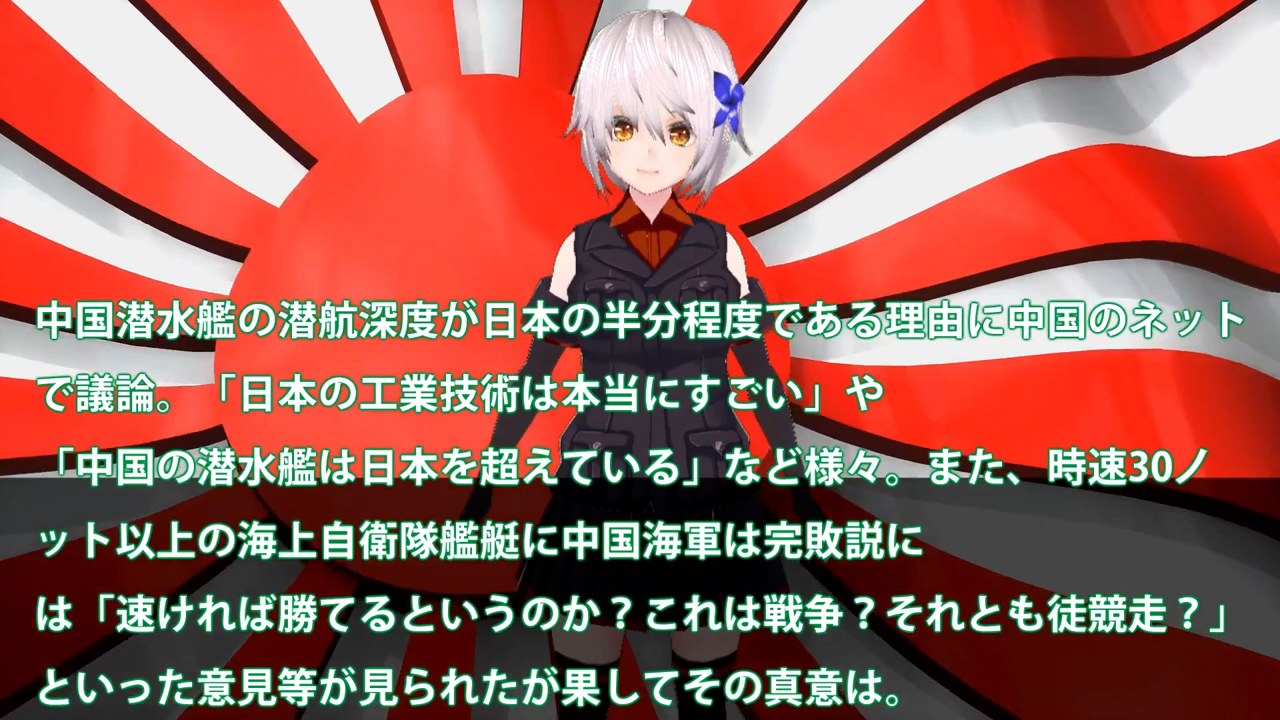 中国潜水艦の潜航深度が日本の半分程度である理由に中国のネット
で議論。「日本の工業技術は本当にすごい」や
「中国の潜水艦は日本を超えている」など様々。また、時速30ノ
ット以上の海上自衛隊艦艇に中国海軍は完敗説に
は「速ければ勝てるというのか？これは戦争？それとも徒競走？」
といった意見等が見られたが果してその真意は。